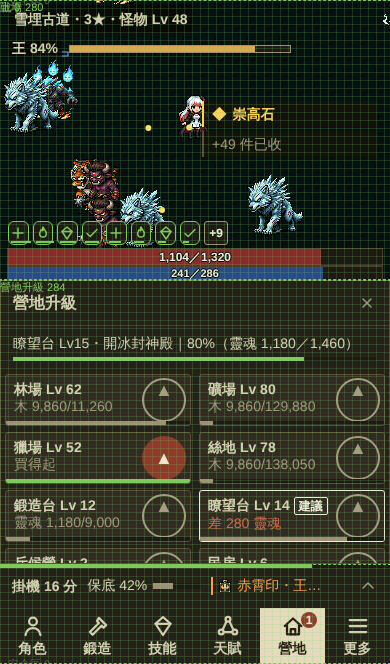 雪埋古道・3★・怪物 Lv 48
王 84%
◆ 崇高石
+49 件已收
+9
1,104／1,320
241／286
營地升級 284
營地升級
×
瞭望台 Lv15・開冰封神殿｜80%（靈魂 1,180／1,460）
林場 Lv 62
木 9,860/11,260
礦場 Lv 80
木 9,860/129,880
獵場 Lv 52
買得起
絲地 Lv 78
木 9,860/138,050
鍛造台 Lv 12
靈魂 1,180/9,000
瞭望台 Lv 14 建議
差 280 靈魂
掛機 16 分 保底 42%
赤霄印・王…
角色
鍛造
技能
天賦
營地
1
更多